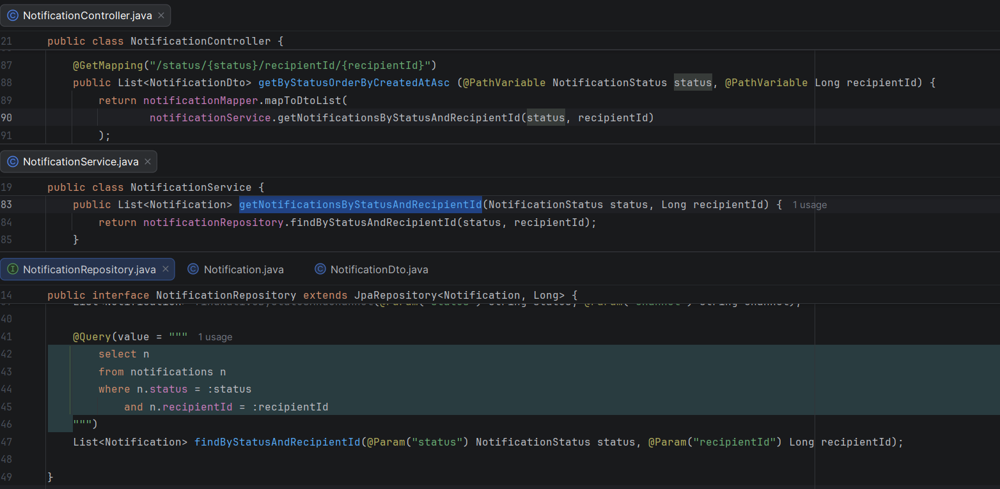 NotificationController.java
21 public class NotificationController {
87 @GetMapping("/status/{status}/recipientId/{recipientId}")
88 public List<NotificationDto> getByStatusOrderByCreatedAtAsc (@PathVariable NotificationStatus status, @PathVariable Long recipientId) {
89 return notificationMapper.mapToDtoList(
90 notificationService.getNotificationsByStatusAndRecipientId(status, recipientId)
91 );
NotificationService.java
19 public class NotificationService {
83 public List<Notification> getNotificationsByStatusAndRecipientId(NotificationStatus status, Long recipientId) { 1 usage
84 return notificationRepository.findByStatusAndRecipientId(status, recipientId);
85 }
NotificationRepository.java Notification.java NotificationDto.java
14 public interface NotificationRepository extends JpaRepository<Notification, Long> {
40
41 @Query(value = """ 1 usage
42 select n
43 from notifications n
44 where n.status = :status
45 and n.recipientId = :recipientId
46 """)
47 List<Notification> findByStatusAndRecipientId(@Param("status") NotificationStatus status, @Param("recipientId") Long recipientId);
48
49 }